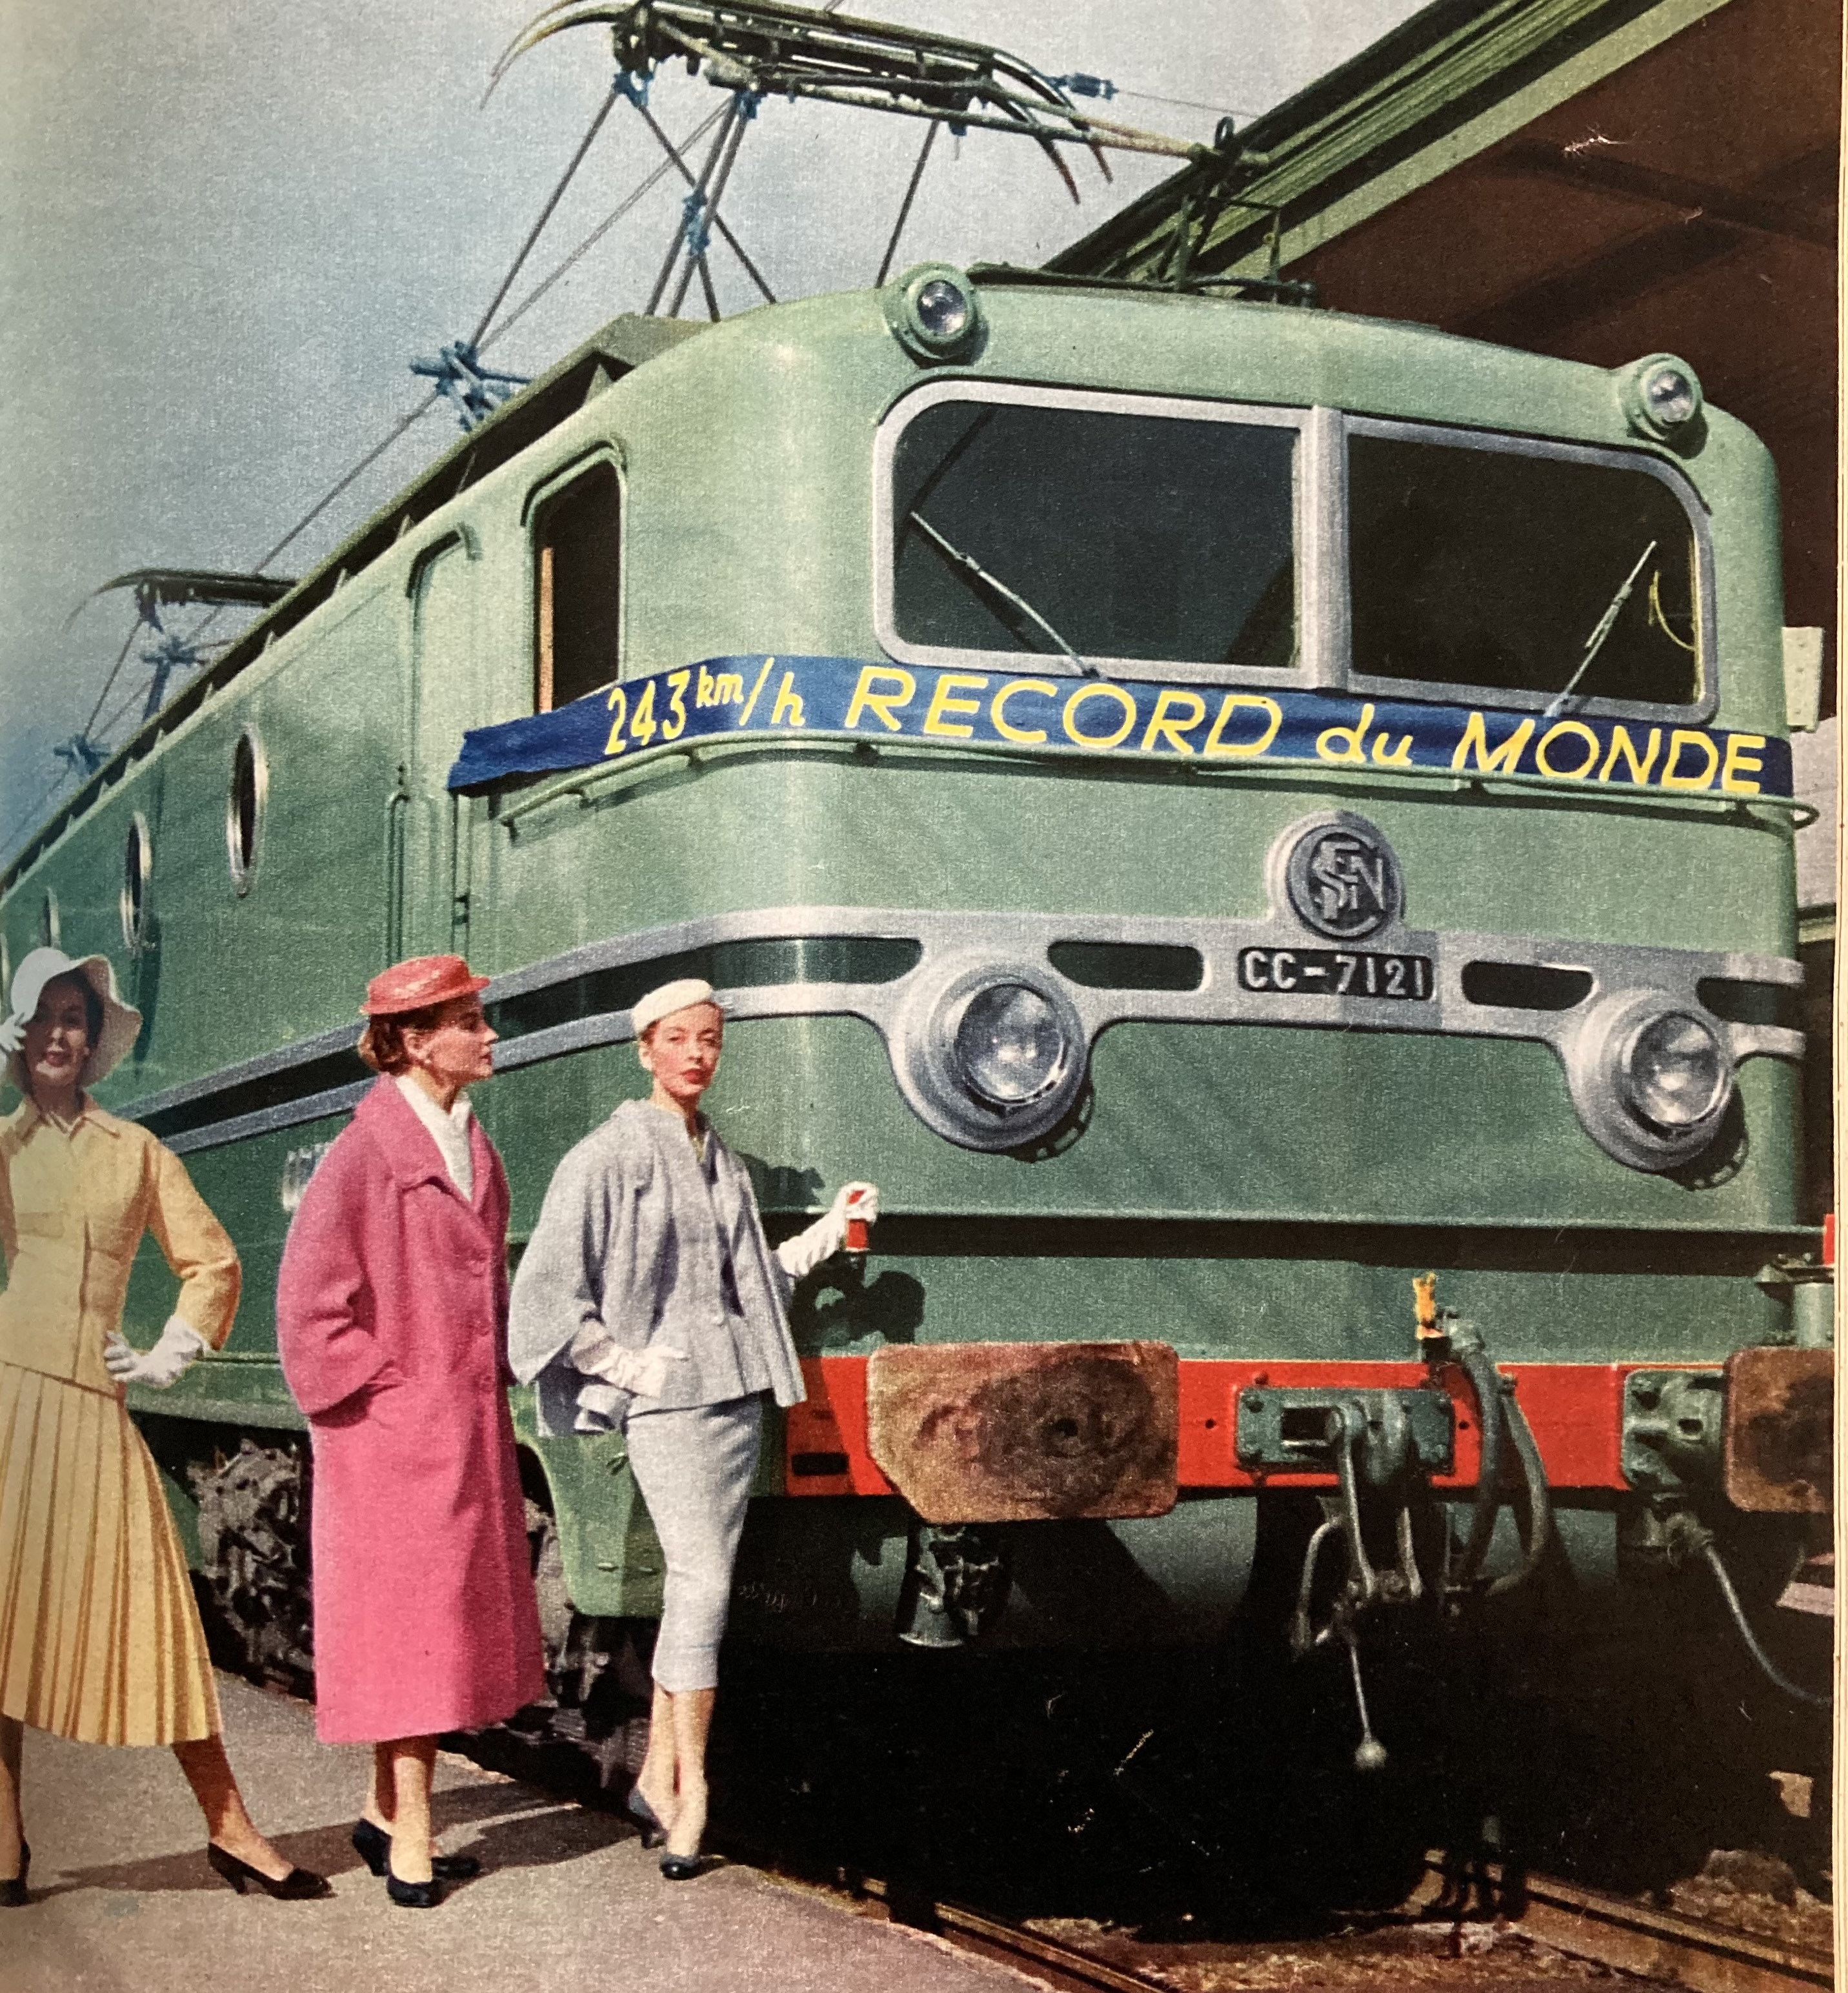 243 km/h RECORD du MONDE
SNCF
CC-7121